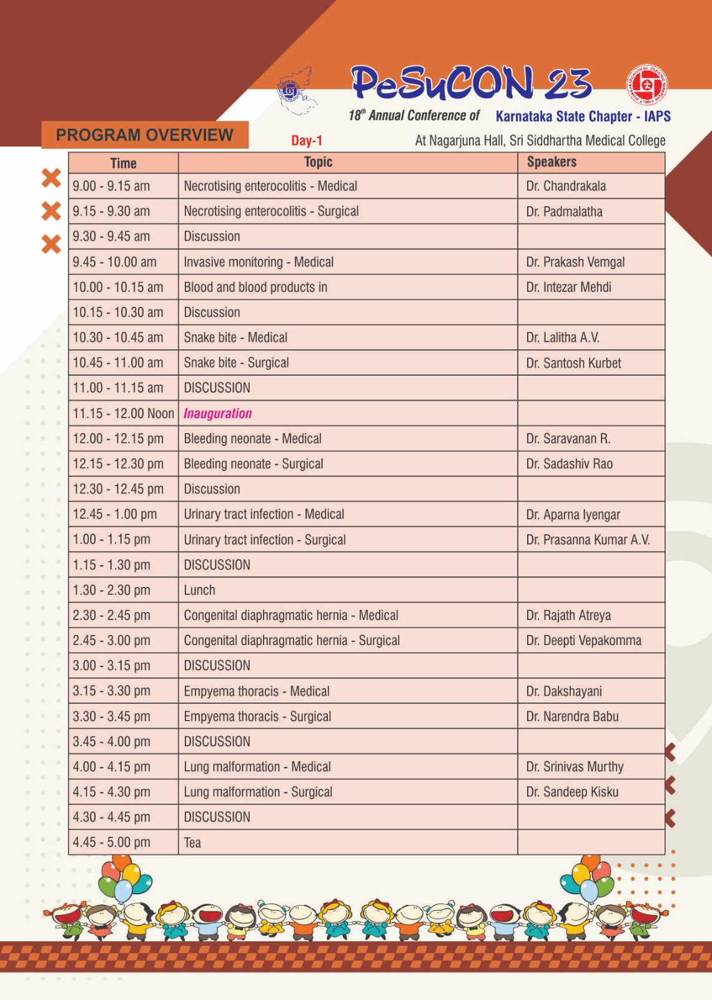 PeSuCON 23
18th Annual Conference of Karnataka State Chapter - IAPS
PROGRAM OVERVIEW
Day-1 At Nagarjuna Hall, Sri Siddhartha Medical College
Time Topic Speakers
9.00 - 9.15 am Necrotising enterocolitis - Medical Dr. Chandrakala
9.15 - 9.30 am Necrotising enterocolitis - Surgical Dr. Padmalatha
9.30 - 9.45 am Discussion
9.45 - 10.00 am Invasive monitoring - Medical Dr. Prakash Vemgal
10.00 - 10.15 am Blood and blood products in Dr. Intezar Mehdi
10.15 - 10.30 am Discussion
10.30 - 10.45 am Snake bite - Medical Dr. Lalitha A.V.
10.45 - 11.00 am Snake bite - Surgical Dr. Santosh Kurbet
11.00 - 11.15 am DISCUSSION
11.15 - 12.00 Noon Inauguration
12.00 - 12.15 pm Bleeding neonate - Medical Dr. Saravanan R.
12.15 - 12.30 pm Bleeding neonate - Surgical Dr. Sadashiv Rao
12.30 - 12.45 pm Discussion
12.45 - 1.00 pm Urinary tract infection - Medical Dr. Aparna Iyengar
1.00 - 1.15 pm Urinary tract infection - Surgical Dr. Prasanna Kumar A.V.
1.15 - 1.30 pm DISCUSSION
1.30 - 2.30 pm Lunch
2.30 - 2.45 pm Congenital diaphragmatic hernia - Medical Dr. Rajath Atreya
2.45 - 3.00 pm Congenital diaphragmatic hernia - Surgical Dr. Deepti Vepakomma
3.00 - 3.15 pm DISCUSSION
3.15 - 3.30 pm Empyema thoracis - Medical Dr. Dakshayani
3.30 - 3.45 pm Empyema thoracis - Surgical Dr. Narendra Babu
3.45 - 4.00 pm DISCUSSION
4.00 - 4.15 pm Lung malformation - Medical Dr. Srinivas Murthy
4.15 - 4.30 pm Lung malformation - Surgical Dr. Sandeep Kisku
4.30 - 4.45 pm DISCUSSION
4.45 - 5.00 pm Tea